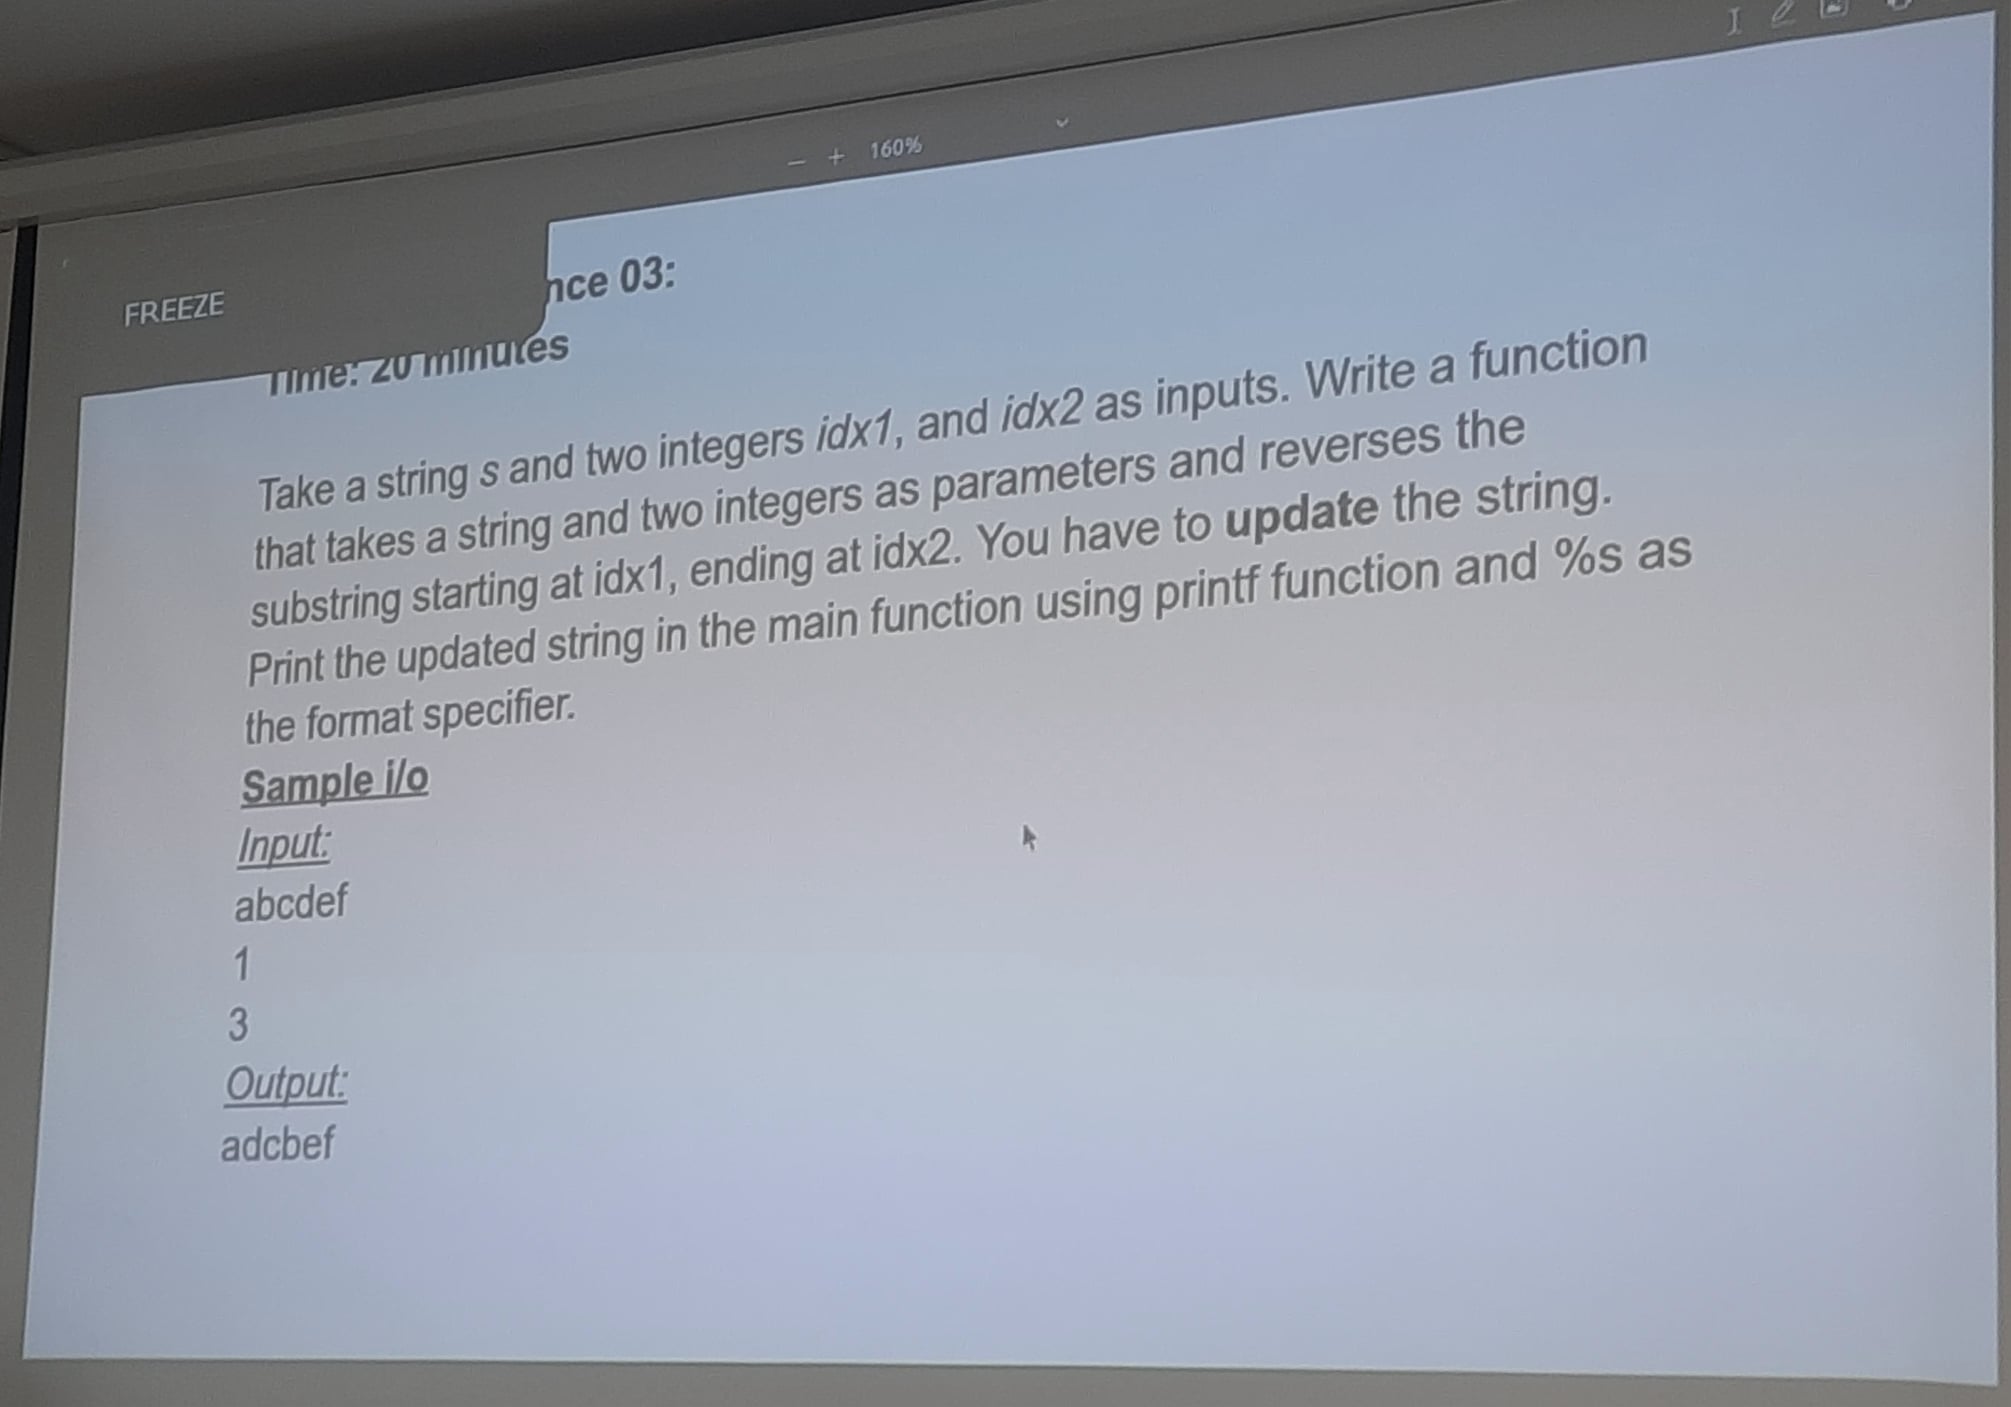 160%
FREEZE
nce 03:
Time: 20 minutes
Take a string s and two integers idx1, and idx2 as inputs. Write a function
that takes a string and two integers as parameters and reverses the
substring starting at idx1, ending at idx2. You have to update the string.
Print the updated string in the main function using printf function and %s as
the format specifier.
Sample i/o
Input:
abcdef
1
3
Output:
adcbef